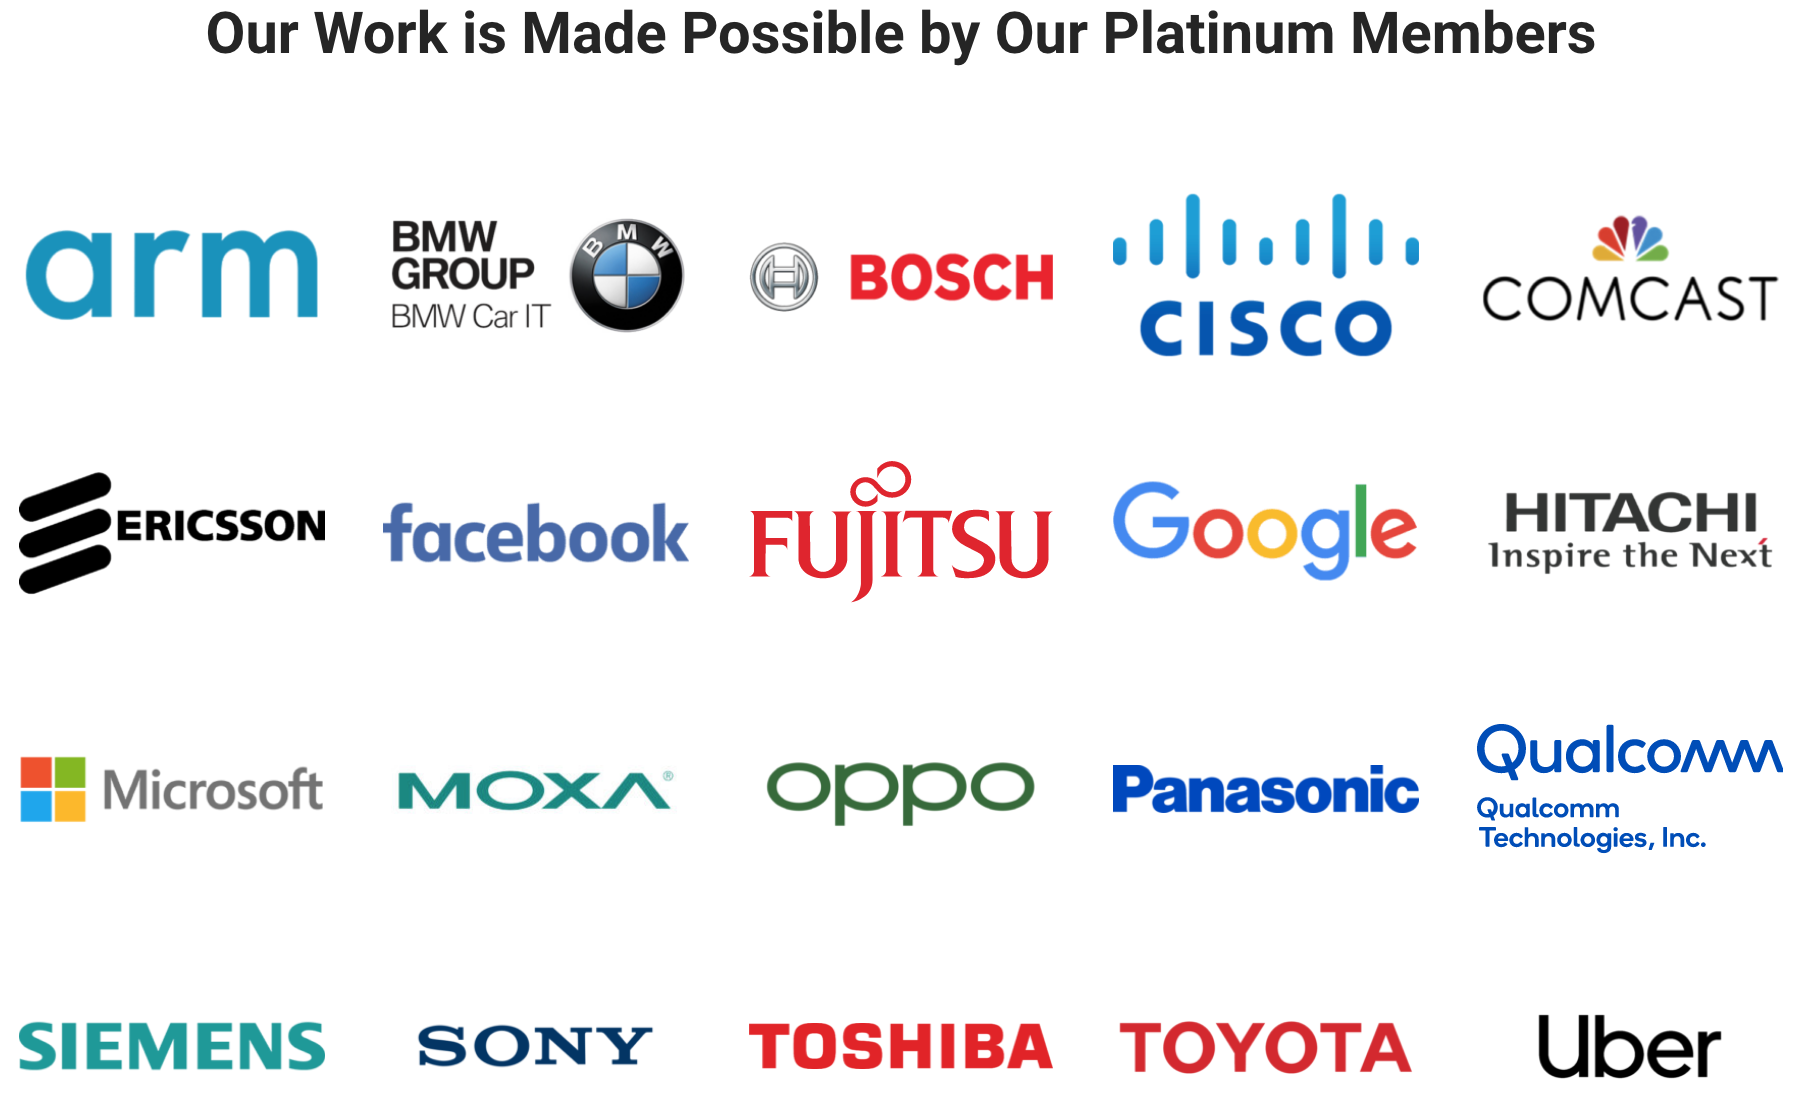 Our Work is Made Possible by Our Platinum Members
arm
BMW
GROUP
BMW Car IT
BMW
BOSCH
CISCO
COMCAST
ERICSSON
facebook
FUJITSU
Google
HITACHI
Inspire the Next
Microsoft
MOXA®
oppo
Panasonic
Qualcomm
Qualcomm
Technologies, Inc.
SIEMENS
SONY
TOSHIBA
TOYOTA
Uber